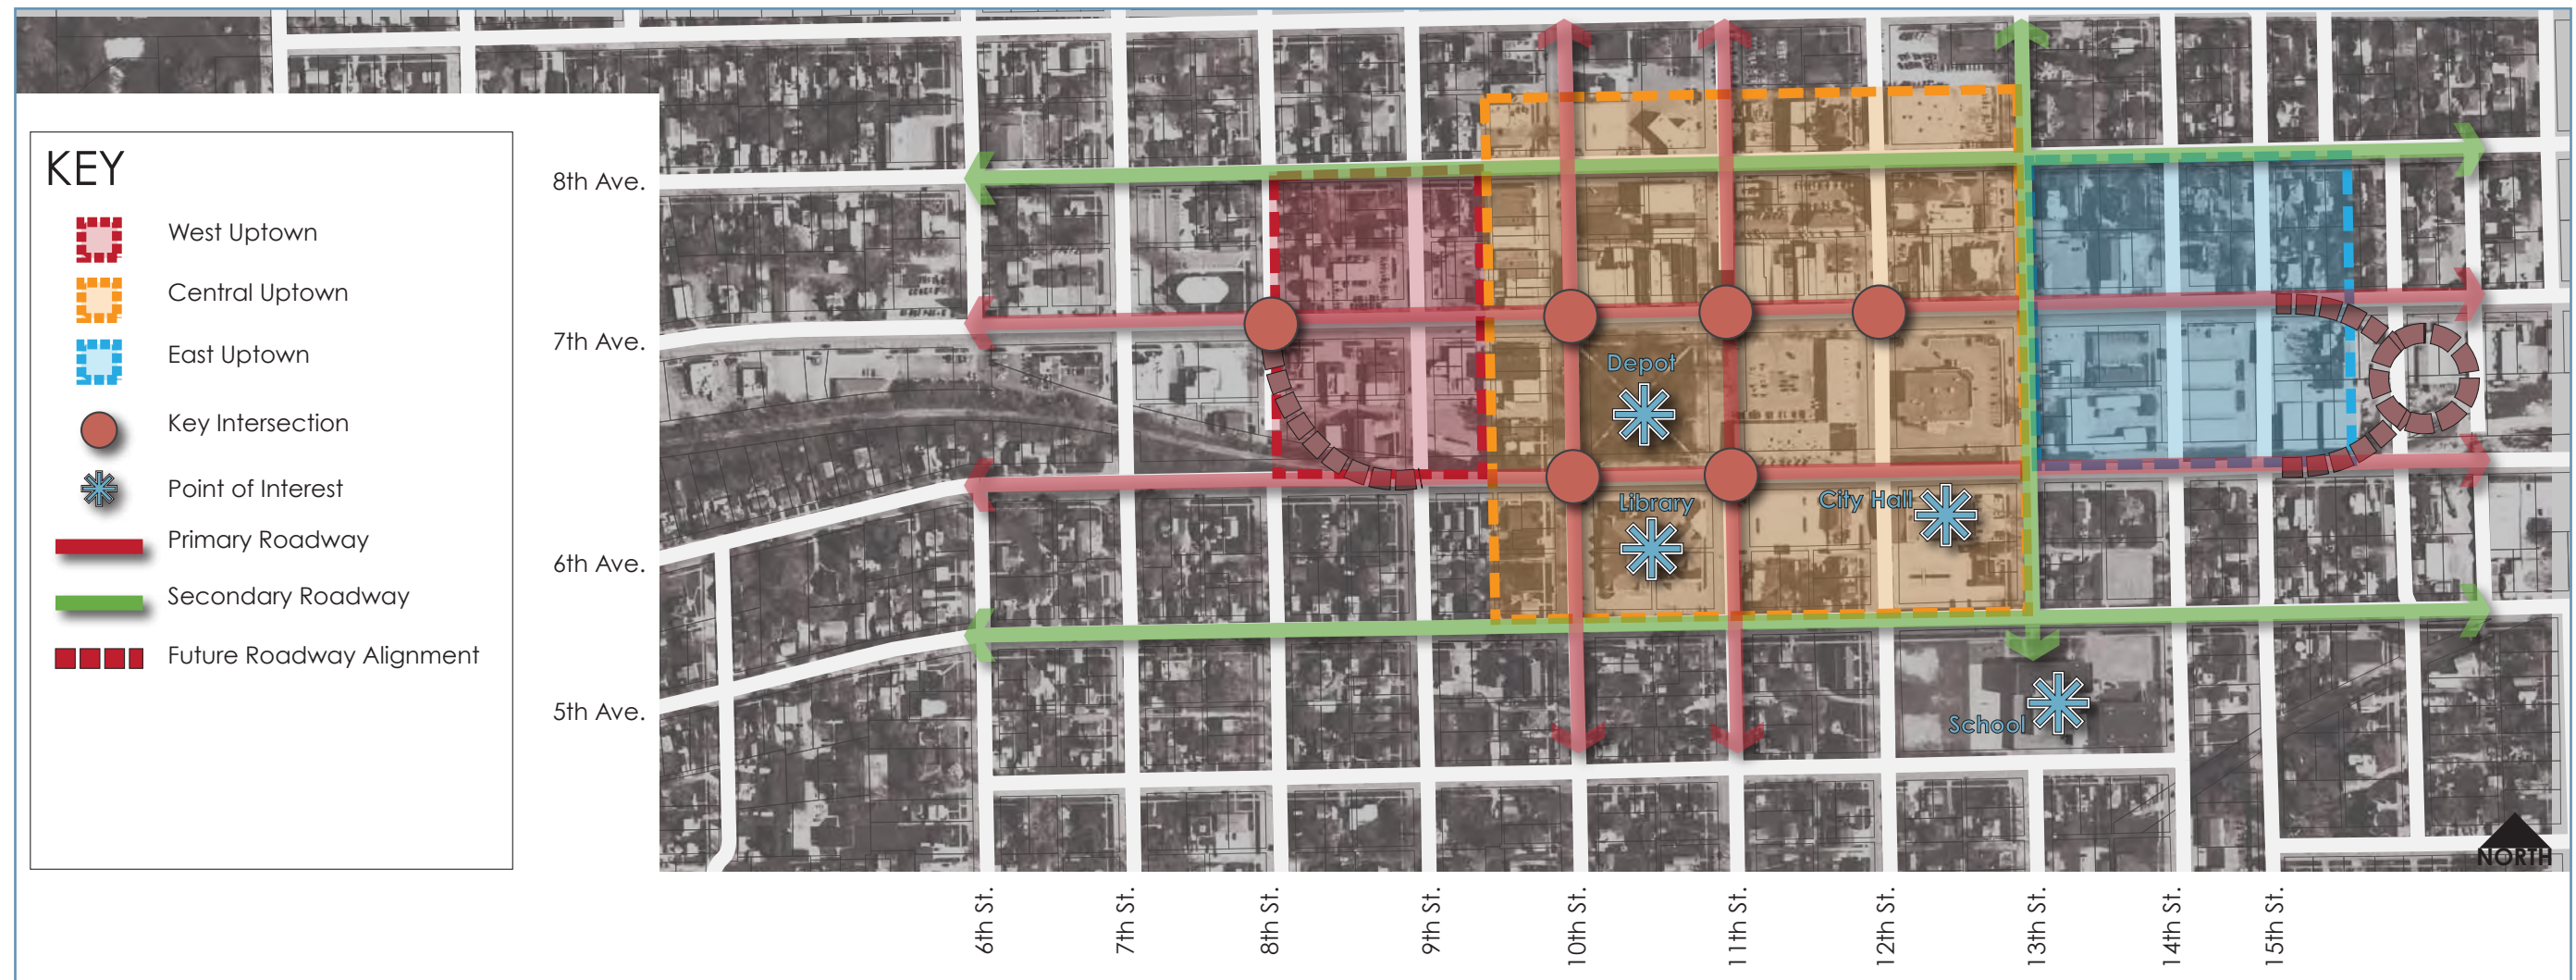 KEY
West Uptown
Central Uptown
East Uptown
Key Intersection
Point of Interest
Primary Roadway
Secondary Roadway
Future Roadway Alignment
8th Ave.
7th Ave.
6th Ave.
5th Ave.
Depot
Library
City Hall
School
NORTH
6th St.
7th St.
8th St.
9th St.
10th St.
11th St.
12th St.
13th St.
14th St.
15th St.